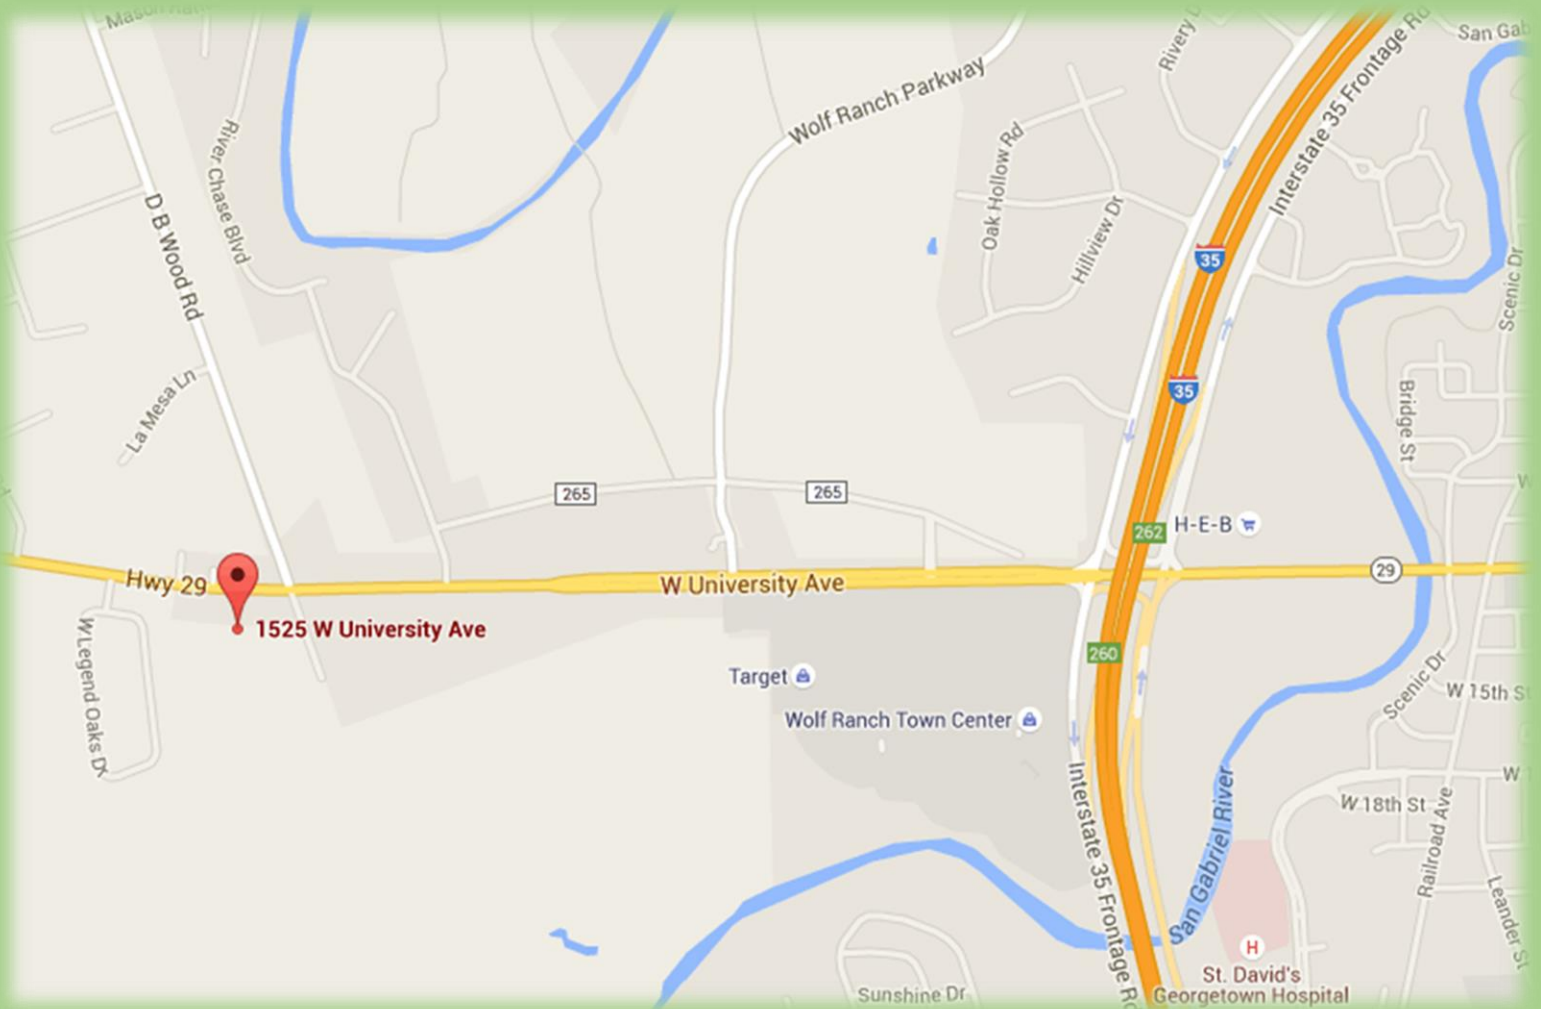 San Gab
Rivery
Wolf Ranch Parkway
Interstate 35 Frontage Rd
River Chase Blvd
Oak Hollow Rd
D B Wood Rd
Hillview Dr
35
Scenic Dr
35
La Mesa Ln
Bridge St
265
265
262
H-E-B
W
Hwy 29
W University Ave
29
1525 W University Ave
W Legend Oaks Dr
260
Target
Scenic Dr
W 15th St
Wolf Ranch Town Center
W
W 18th St
Interstate 35 Frontage Rd
San Gabriel River
Railroad Ave
Leander St
H
St. David's
Georgetown Hospital
Sunshine Dr